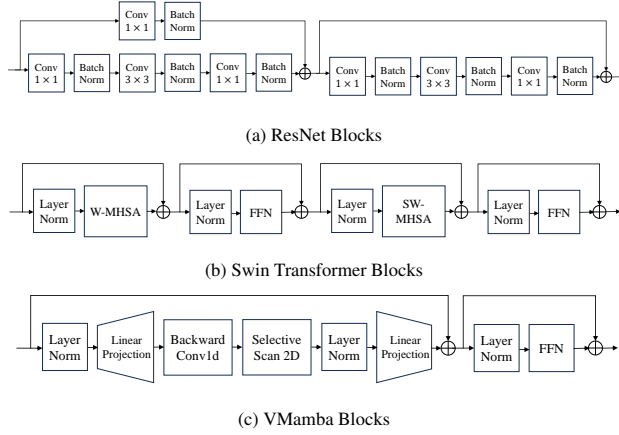 Conv
1 × 1
Batch
Norm
Conv
1 × 1
Batch
Norm
Conv
3 × 3
Batch
Norm
Conv
1 × 1
Batch
Norm
Conv
1 × 1
Batch
Norm
Conv
3 × 3
Batch
Norm
Conv
1 × 1
Batch
Norm
(a) ResNet Blocks
Layer
Norm
W-MHSA
Layer
Norm
FFN
Layer
Norm
SW-
MHSA
Layer
Norm
FFN
(b) Swin Transformer Blocks
Layer
Norm
Linear
Projection
Backward
Conv1d
Selective
Scan 2D
Layer
Norm
Linear
Projection
Layer
Norm
FFN
(c) VMamba Blocks